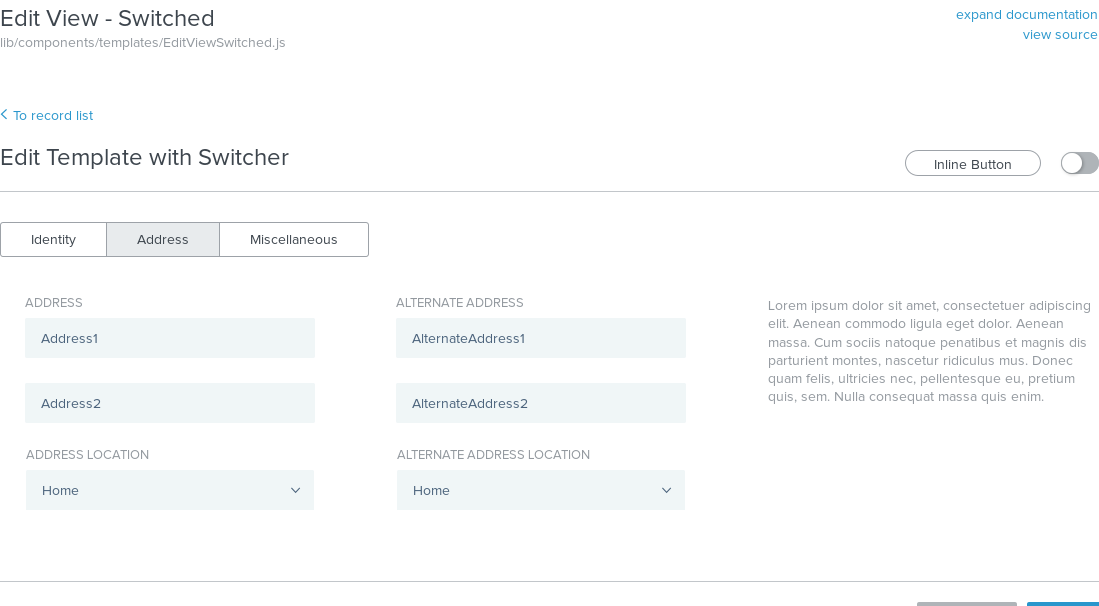 Edit View - Switched
lib/components/templates/EditViewSwitched.js
expand documentation
view source
To record list
Edit Template with Switcher
Inline Button
Identity
Address
Miscellaneous
ADDRESS
Address1
Address2
ADDRESS LOCATION
Home
ALTERNATE ADDRESS
AlternateAddress1
AlternateAddress2
ALTERNATE ADDRESS LOCATION
Home
Lorem ipsum dolor sit amet, consectetuer adipiscing
elit. Aenean commodo ligula eget dolor. Aenean
massa. Cum sociis natoque penatibus et magnis dis
parturient montes, nascetur ridiculus mus. Donec
quam felis, ultricies nec, pellentesque eu, pretium
quis, sem. Nulla consequat massa quis enim.